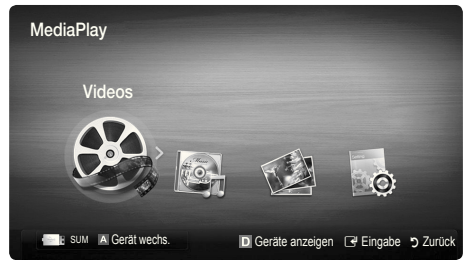 MediaPlay
Videos
SUM A Gerät wechs. D Geräte anzeigen Eingabe Zurück